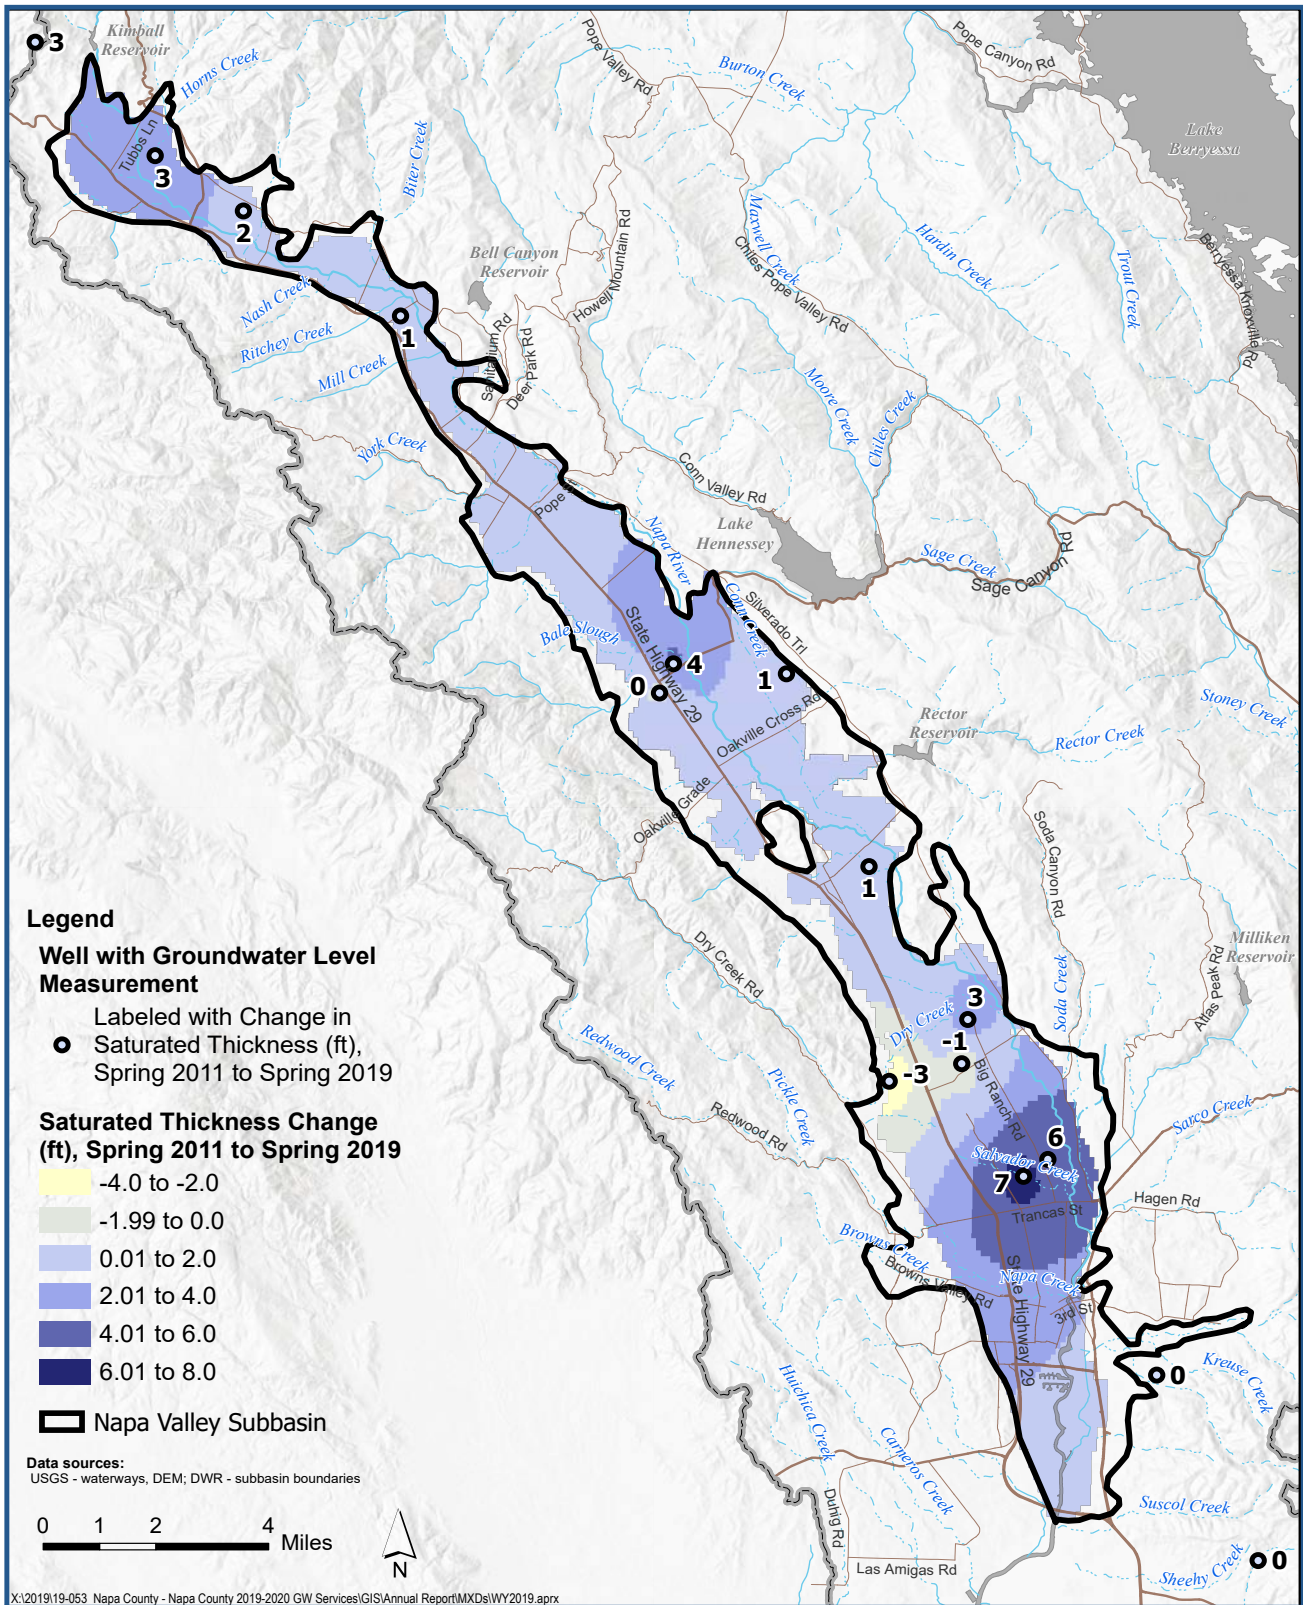 Kimball
Reservoir
3
Horns Creek
Tubbs Ln
3
2
Biter Creek
Pope Valley Rd
Burton Creek
Pope Canyon Rd
Lake
Berryessa
Bell Canyon
Reservoir
Howell Mountain Rd
Maxwell Creek
Chiles Pope Valley Rd
Hardin Creek
Trout Creek
Berryessa Knoxville Rd
Nash Creek
Ritchey Creek
Mill Creek
1
Sanitarium Rd
Deer Park Rd
Moore Creek
Chiles Creek
York Creek
Pope St
Conn Valley Rd
Lake
Hennessey
Napa River
Sage Creek
Sage Canyon Rd
Conn Creek
Silverado Trl
Bale Slough
State Highway 29
4
0
1
Oakville Cross Rd
Rector
Reservoir
Stoney Creek
Rector Creek
Oakville Grade
Soda Canyon Rd
1
Milliken
Reservoir
Dry Creek Rd
Soda Creek
Atlas Peak Rd
3
Dry Creek
-1
-3
Big Ranch Rd
Redwood Creek
Pickle Creek
Redwood Rd
Sarco Creek
6
Salvador Creek
7
Trancas St
Hagen Rd
Browns Creek
Browns Valley Rd
Napa Creek
State Highway 29
3rd St
0
Kreuse Creek
Huichica Creek
Carneros Creek
Duhig Rd
Las Amigas Rd
Suscol Creek
Sheehy Creek
0
Legend
Well with Groundwater Level
Measurement
Labeled with Change in
Saturated Thickness (ft),
Spring 2011 to Spring 2019
Saturated Thickness Change
(ft), Spring 2011 to Spring 2019
-4.0 to -2.0
-1.99 to 0.0
0.01 to 2.0
2.01 to 4.0
4.01 to 6.0
6.01 to 8.0
Napa Valley Subbasin
Data sources:
USGS - waterways, DEM; DWR - subbasin boundaries
0 1 2 4
Miles
N
X:\2019\19-053 Napa County - Napa County 2019-2020 GW Services\GIS\Annual Report\MXDs\WY2019.aprx